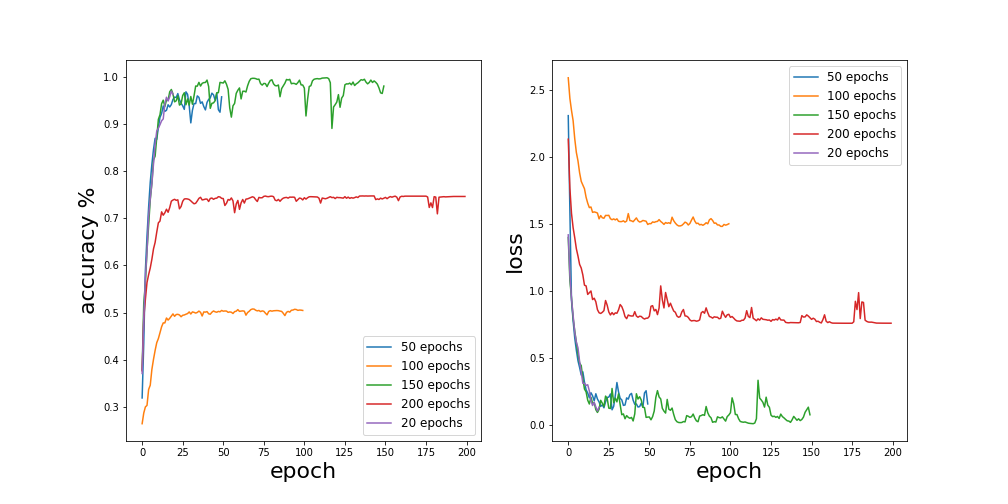 1.0
0.9
0.8
0.7
0.6
0.5
0.4
0.3
accuracy %
0 25 50 75 100 125 150 175 200
epoch
50 epochs
100 epochs
150 epochs
200 epochs
20 epochs
2.5
2.0
1.5
1.0
0.5
0.0
loss
0 25 50 75 100 125 150 175 200
epoch
50 epochs
100 epochs
150 epochs
200 epochs
20 epochs